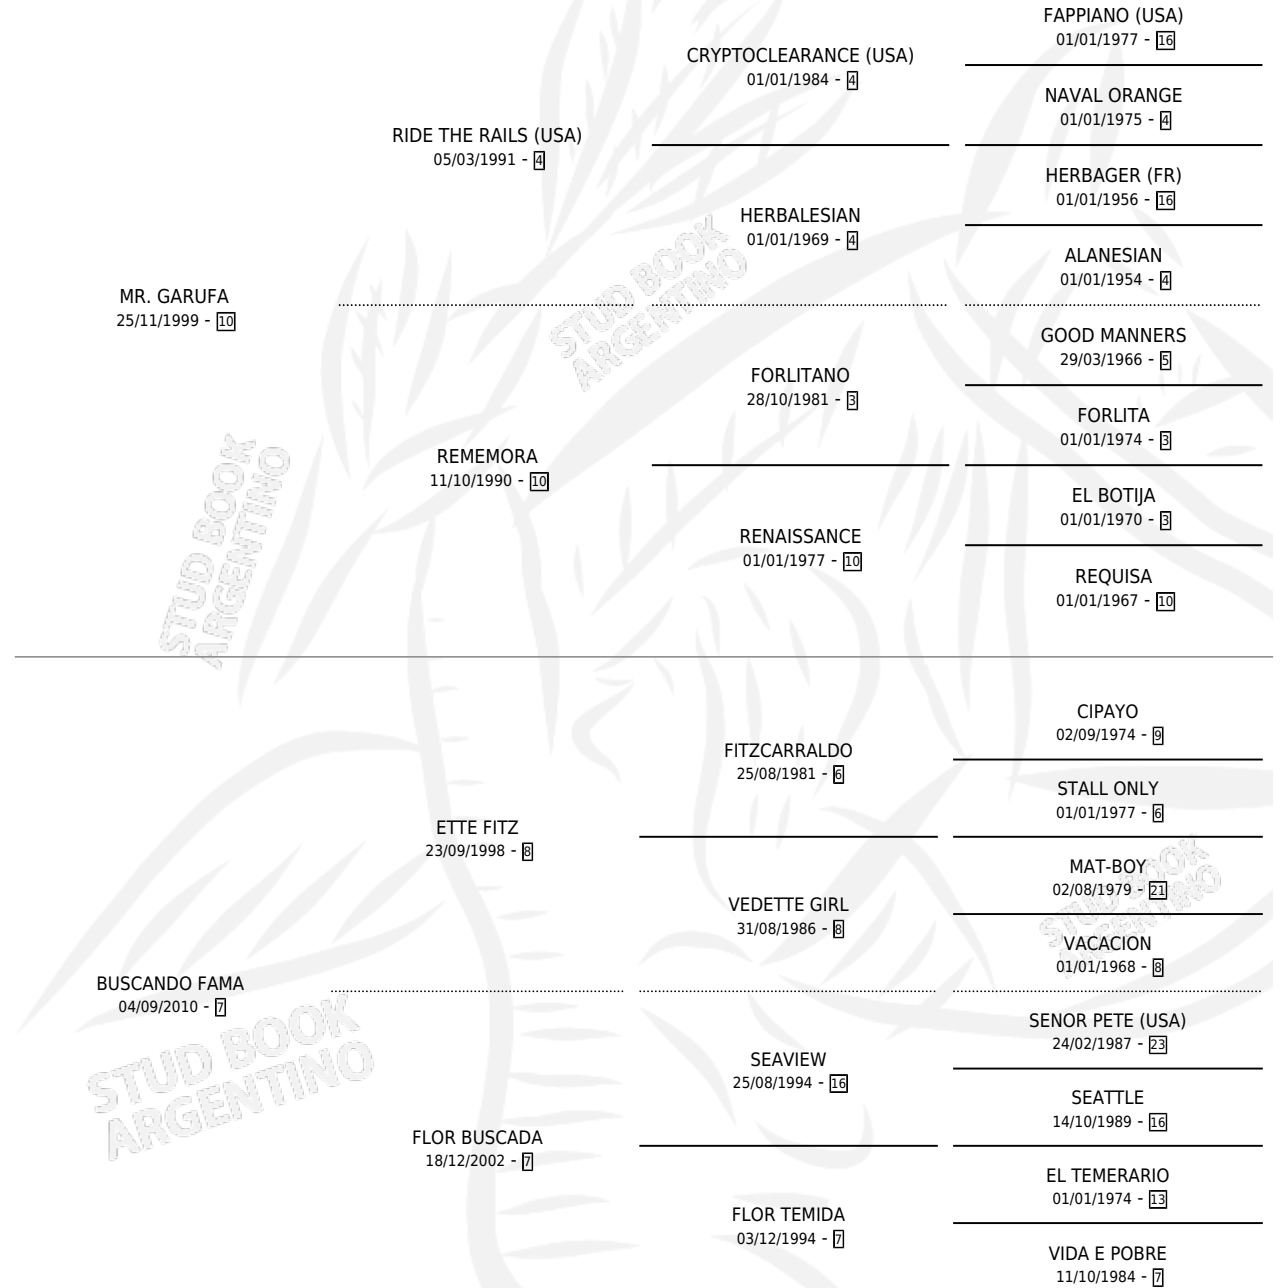 FAPPIANO (USA)
01/01/1977 - 16
CRYPTOCLEARANCE (USA)
01/01/1984 - 4
NAVAL ORANGE
01/01/1975 - 4
RIDE THE RAILS (USA)
05/03/1991 - 4
HERBAGER (FR)
01/01/1956 - 16
HERBALESIAN
01/01/1969 - 4
ALANESIAN
01/01/1954 - 4
MR. GARUFA
25/11/1999 - 10
GOOD MANNERS
29/03/1966 - 5
FORLITANO
28/10/1981 - 3
FORLITA
01/01/1974 - 3
REMEMORA
11/10/1990 - 10
EL BOTIJA
01/01/1970 - 3
RENAISSANCE
01/01/1977 - 10
REQUISA
01/01/1967 - 10
CIPAYO
02/09/1974 - 9
FITZCARRALDO
25/08/1981 - 6
STALL ONLY
01/01/1977 - 6
ETTE FITZ
23/09/1998 - 8
MAT-BOY
02/08/1979 - 21
VEDETTE GIRL
31/08/1986 - 8
VACACION
01/01/1968 - 8
BUSCANDO FAMA
04/09/2010 - 7
SENOR PETE (USA)
24/02/1987 - 23
SEAVIEW
25/08/1994 - 16
SEATTLE
14/10/1989 - 16
FLOR BUSCADA
18/12/2002 - 7
EL TEMERARIO
01/01/1974 - 13
FLOR TEMIDA
03/12/1994 - 7
VIDA E POBRE
11/10/1984 - 7
STUD BOOK
ARGENTINO
STUD BOOK
ARGENTINO
STUD BOOK
ARGENTINO
STUD BOOK
ARGENTINO